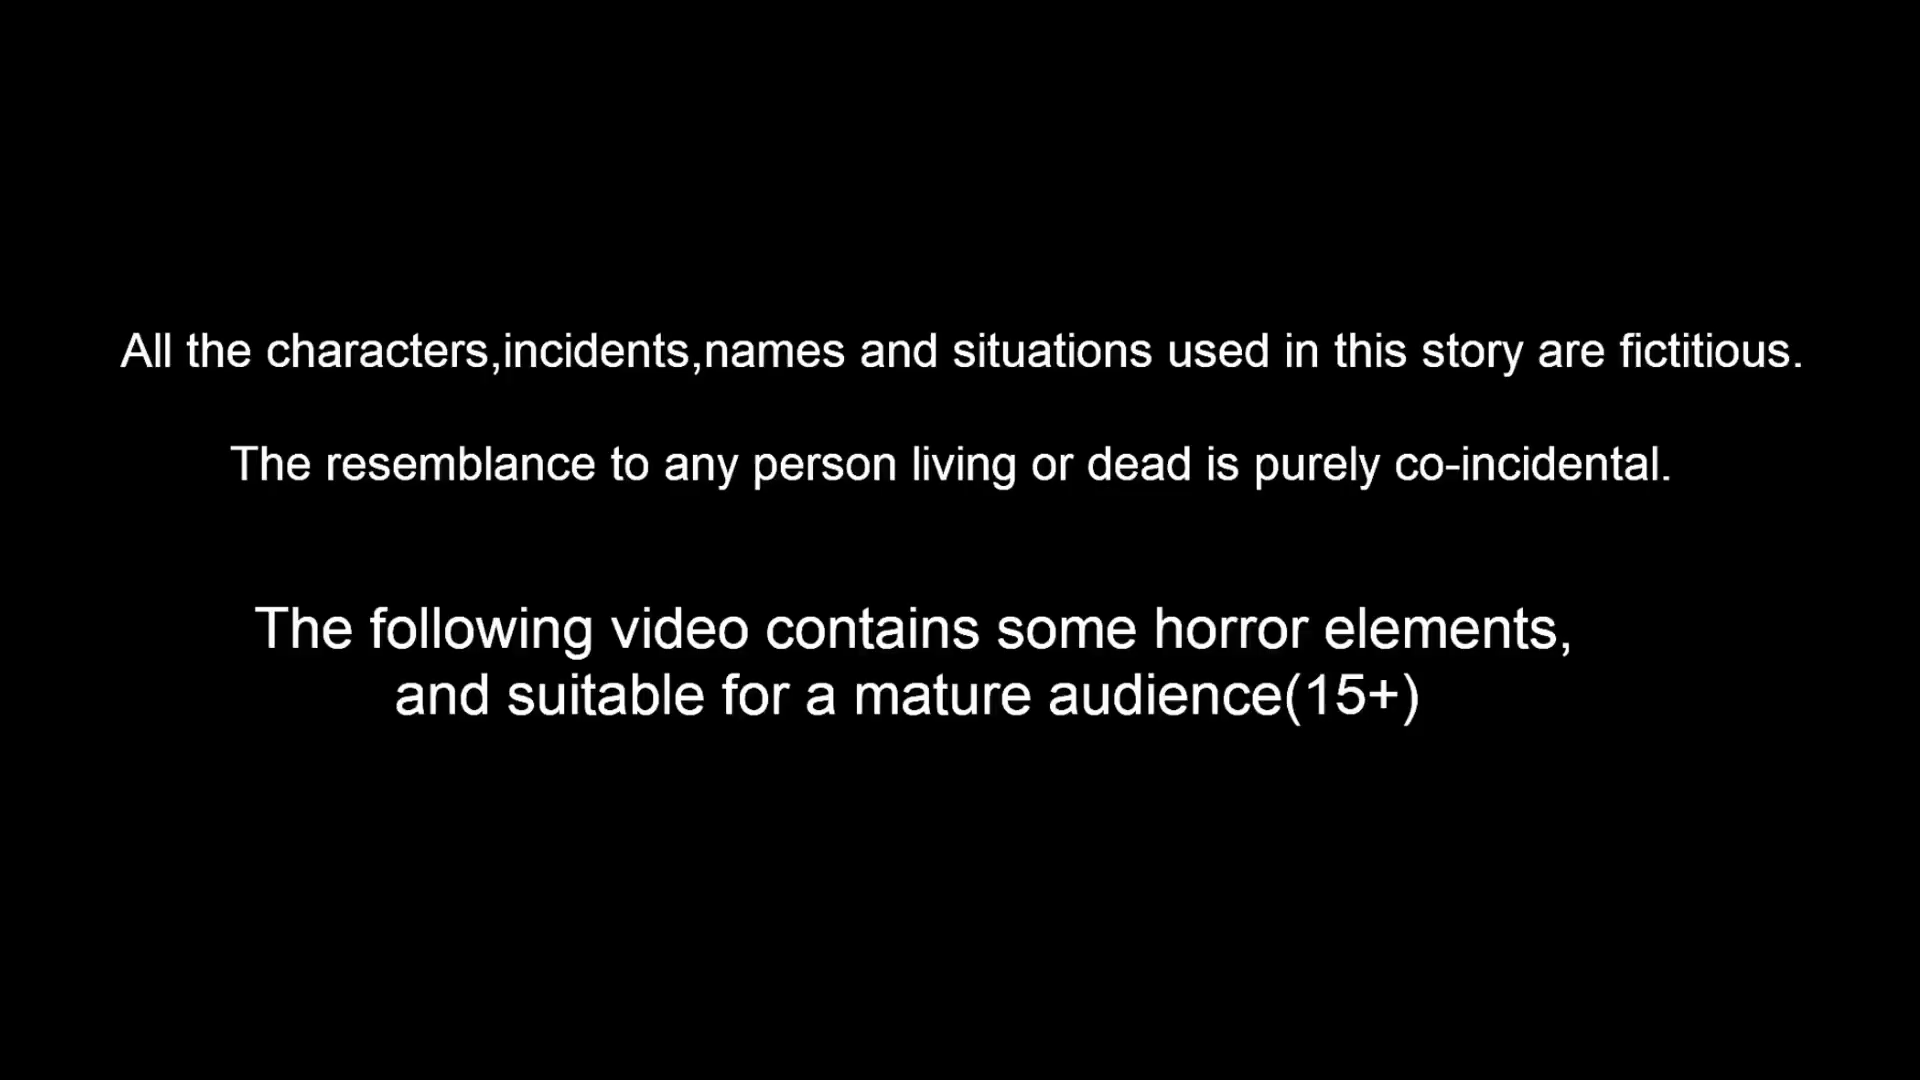 All the characters,incidents,names and situations used in this story are fictitious.
The resemblance to any person living or dead is purely co-incidental.
The following video contains some horror elements,
and suitable for a mature audience(15+)